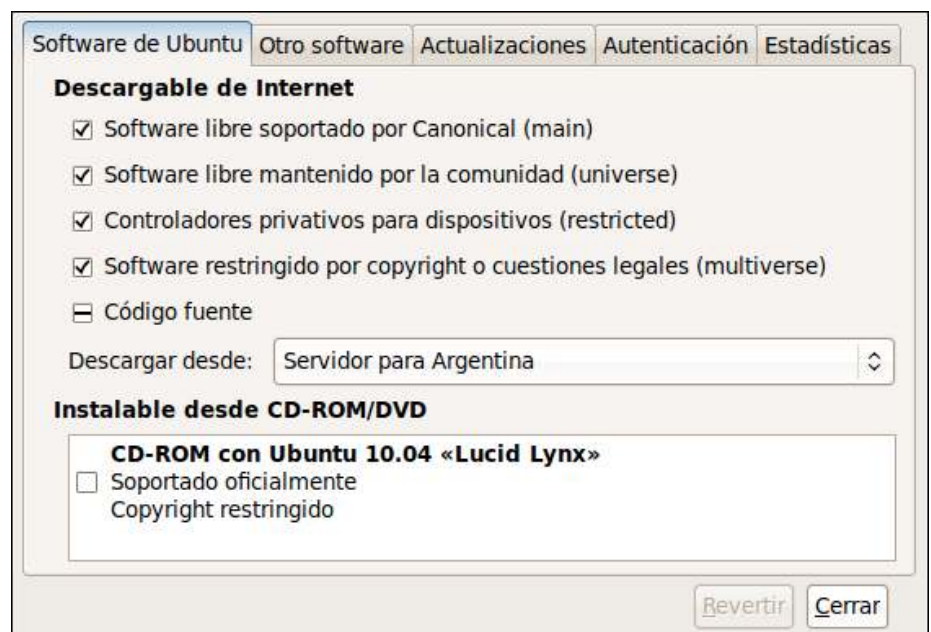 Software de Ubuntu Otro software Actualizaciones Autenticación Estadísticas
Descargable de Internet
Software libre soportado por Canonical (main)
Software libre mantenido por la comunidad (universe)
Controladores privativos para dispositivos (restricted)
Software restringido por copyright o cuestiones legales (multiverse)
Código fuente
Descargar desde: Servidor para Argentina
Instalable desde CD-ROM/DVD
CD-ROM con Ubuntu 10.04 «Lucid Lynx»
Soportado oficialmente
Copyright restringido
Revertir Cerrar